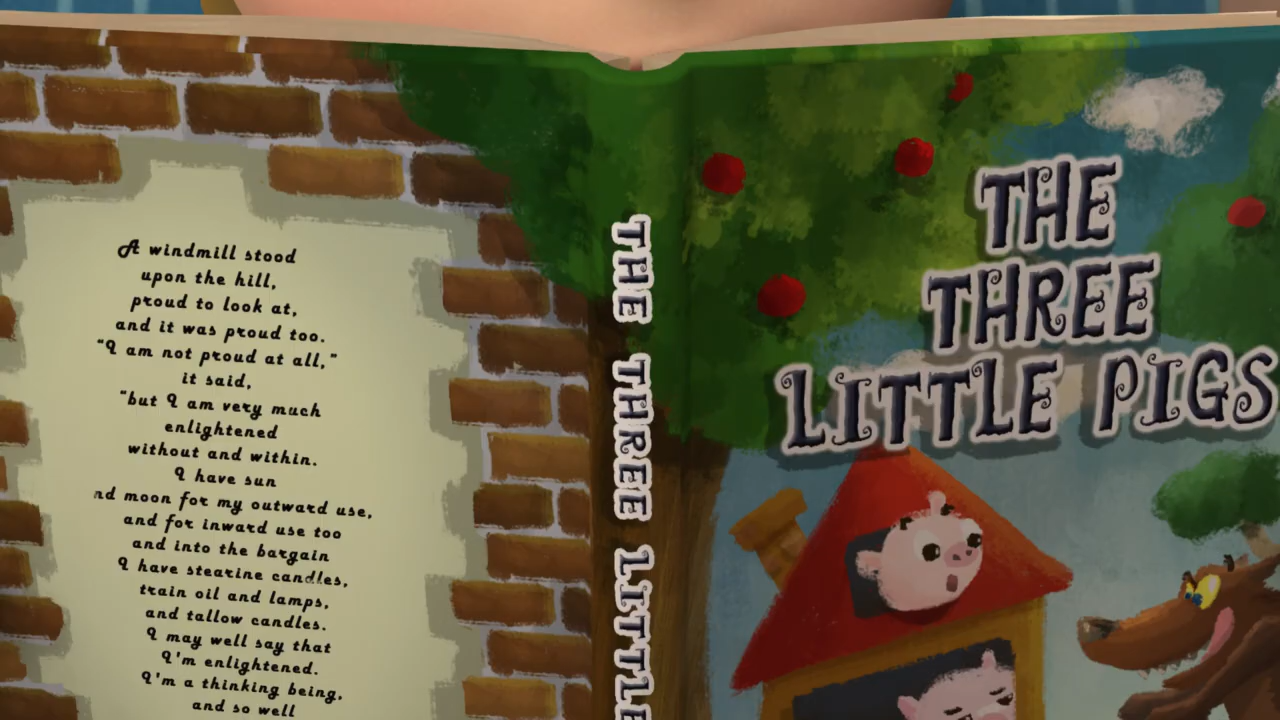 A windmill stood
upon the hill,
proud to look at,
and it was proud too.
"I am not proud at all,"
it said,
"but I am very much
enlightened
without and within.
I have sun
nd moon for my outward use,
and for inward use too
and into the bargain
I have stearine candles,
train oil and lamps,
and tallow candles.
I may well say that
I'm enlightened.
I'm a thinking being,
and so well
THE THREE LITTLE
THE
THREE
LITTLE PIGS